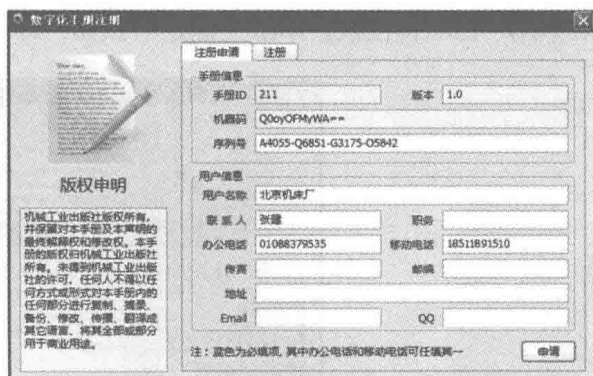 数字化手册注册
注册申请 注册
手册信息
手册ID 211 版本 1.0
机器码 Q0oyOFMyWA==
序列号 A4055-Q6851-G3175-O5842
版权申明
机械工业出版社版权所有，
并保留对本手册及本声明的
最终解释权和修改权。本手
册的版权归机械工业出版社
所有，未得到机械工业出版
社的许可，任何人不得以任
何方式或形式对本手册内的
任何部分进行复制、摘录、
备份、修改、传播、翻译成
其它语言、将其全部或部分
用于商业用途。
用户信息
用户名称 北京机床厂
联系人 张建 职务
办公电话 01088379535 移动电话 18511891510
传真 邮编
地址
Email QQ
注：蓝色为必填项，其中办公电话和移动电话可任填其一 申请